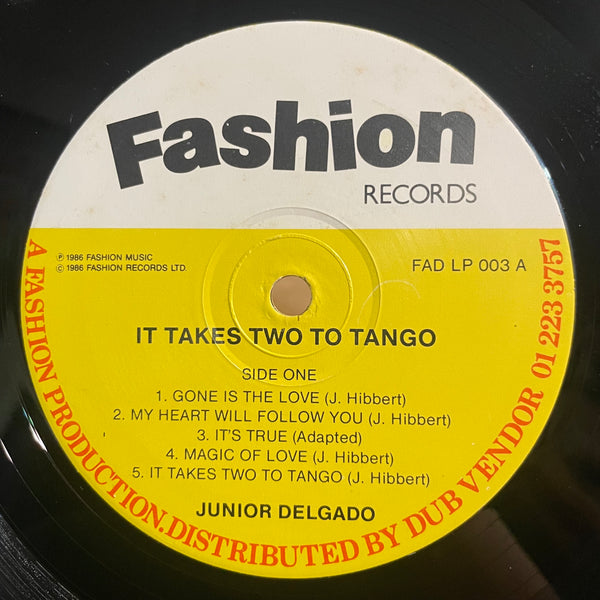 Fashion
RECORDS
℗ 1986 FASHION MUSIC
© 1986 FASHION RECORDS LTD.
FAD LP 003 A
IT TAKES TWO TO TANGO
SIDE ONE
1. GONE IS THE LOVE (J. Hibbert)
2. MY HEART WILL FOLLOW YOU (J. Hibbert)
3. IT'S TRUE (Adapted)
4. MAGIC OF LOVE (J. Hibbert)
5. IT TAKES TWO TO TANGO (J. Hibbert)
JUNIOR DELGADO
A FASHION PRODUCTION.DISTRIBUTED BY DUB VENDOR 01 223 3757